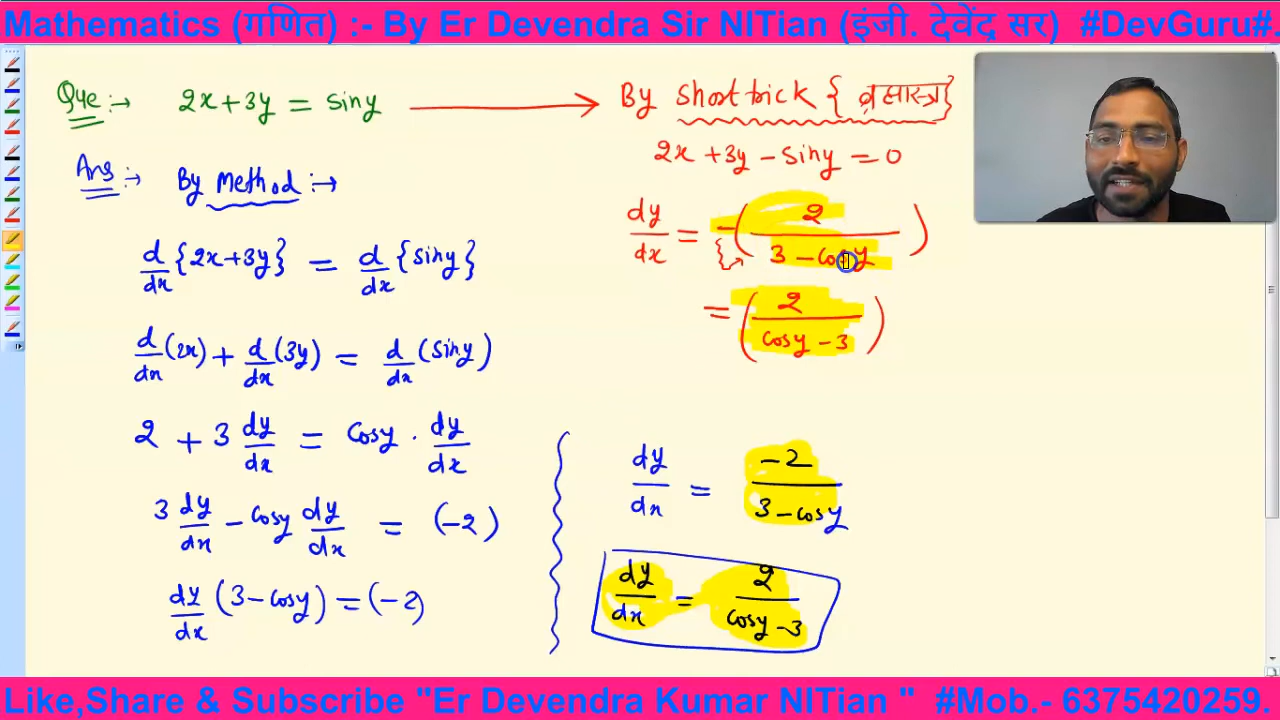 Mathematics (गणित) :- By Er Devendra Sir NITian (इंजी. देवेंद्र सर) #DevGuru#.
Que :→ 2x+3y = siny ⟶ By Short trick { ब्रह्मास्त्र }
2x + 3y - siny = 0
Ans :→ By Method :→
dy/dx = -( 2 / (3 - cosy) )
d/dx {2x+3y} = d/dx {siny}
= ( 2 / (cosy - 3) )
d/dx (2x) + d/dx (3y) = d/dx (siny)
2 + 3 dy/dx = cosy · dy/dx
3 dy/dx - cosy dy/dx = (-2)
dy/dx (3 - cosy) = (-2)
dy/dx = -2 / (3 - cosy)
dy/dx = 2 / (cosy - 3)
Like,Share & Subscribe "Er Devendra Kumar NITian " #Mob.- 6375420259.